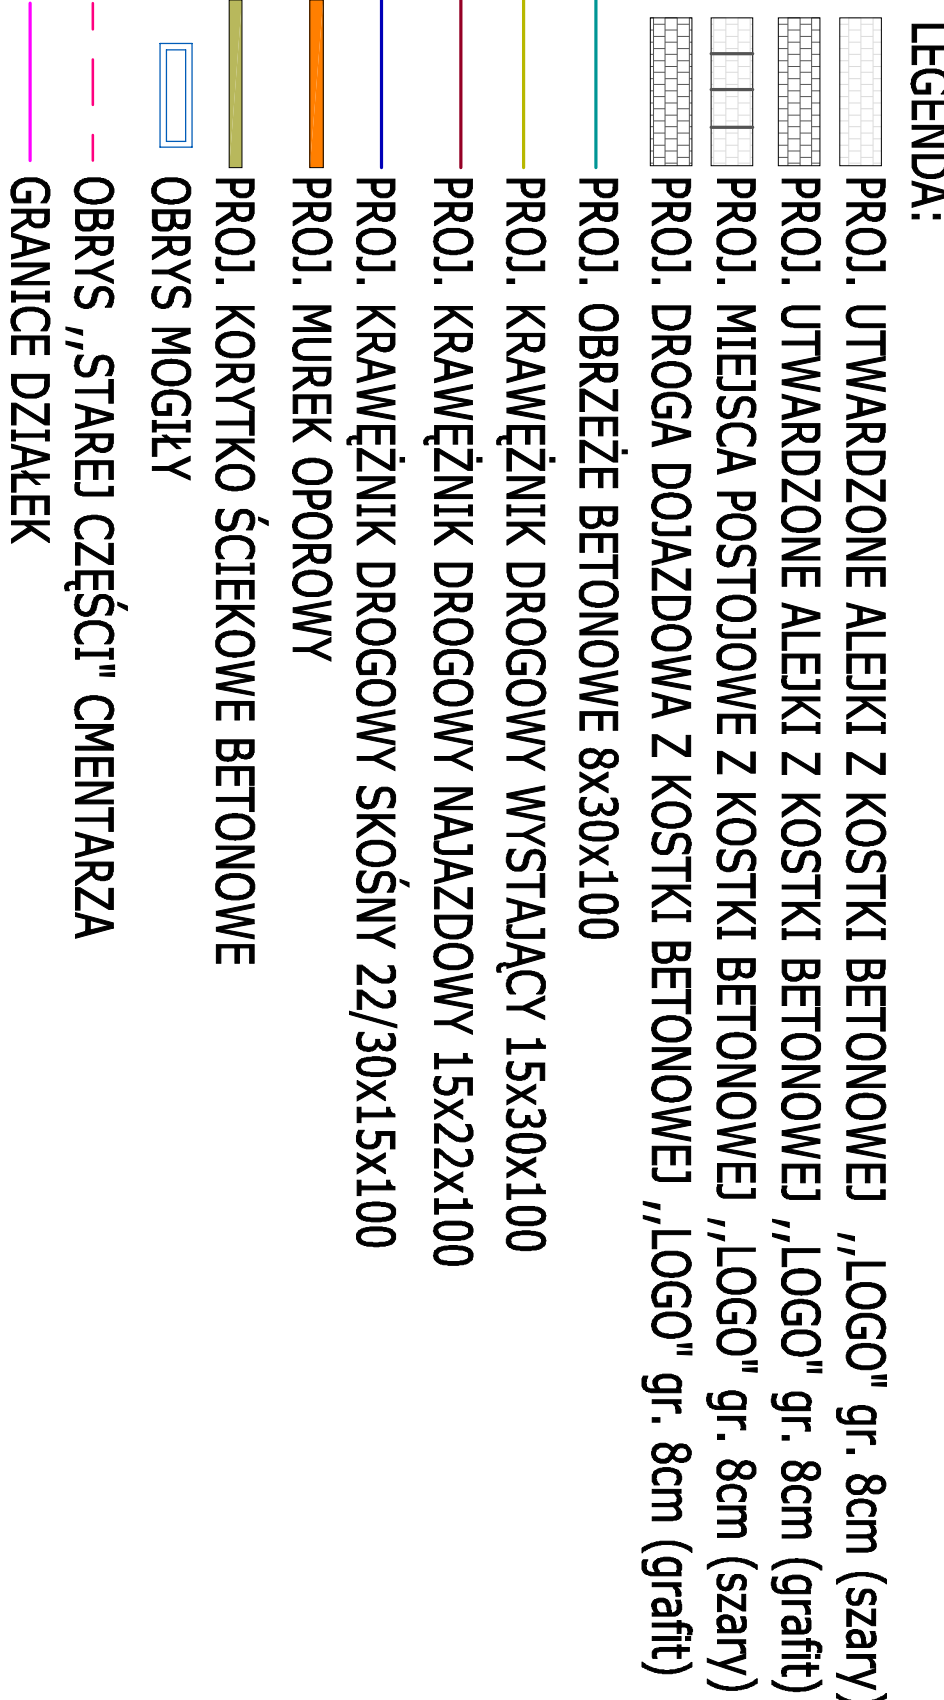 LEGENDA:
PROJ. UTWARDZONE ALEJKI Z KOSTKI BETONOWEJ ,,LOGO" gr. 8cm (szary)
PROJ. UTWARDZONE ALEJKI Z KOSTKI BETONOWEJ ,,LOGO" gr. 8cm (grafit)
PROJ. MIEJSCA POSTOJOWE Z KOSTKI BETONOWEJ ,,LOGO" gr. 8cm (szary)
PROJ. DROGA DOJAZDOWA Z KOSTKI BETONOWEJ ,,LOGO" gr. 8cm (grafit)
PROJ. OBRZEŻE BETONOWE 8x30x100
PROJ. KRAWĘŻNIK DROGOWY WYSTAJĄCY 15x30x100
PROJ. KRAWĘŻNIK DROGOWY NAJAZDOWY 15x22x100
PROJ. KRAWĘŻNIK DROGOWY SKOŚNY 22/30x15x100
PROJ. MUREK OPOROWY
PROJ. KORYTKO ŚCIEKOWE BETONOWE
OBRYS MOGIŁY
OBRYS ,,STAREJ CZĘŚCI" CMENTARZA
GRANICE DZIAŁEK